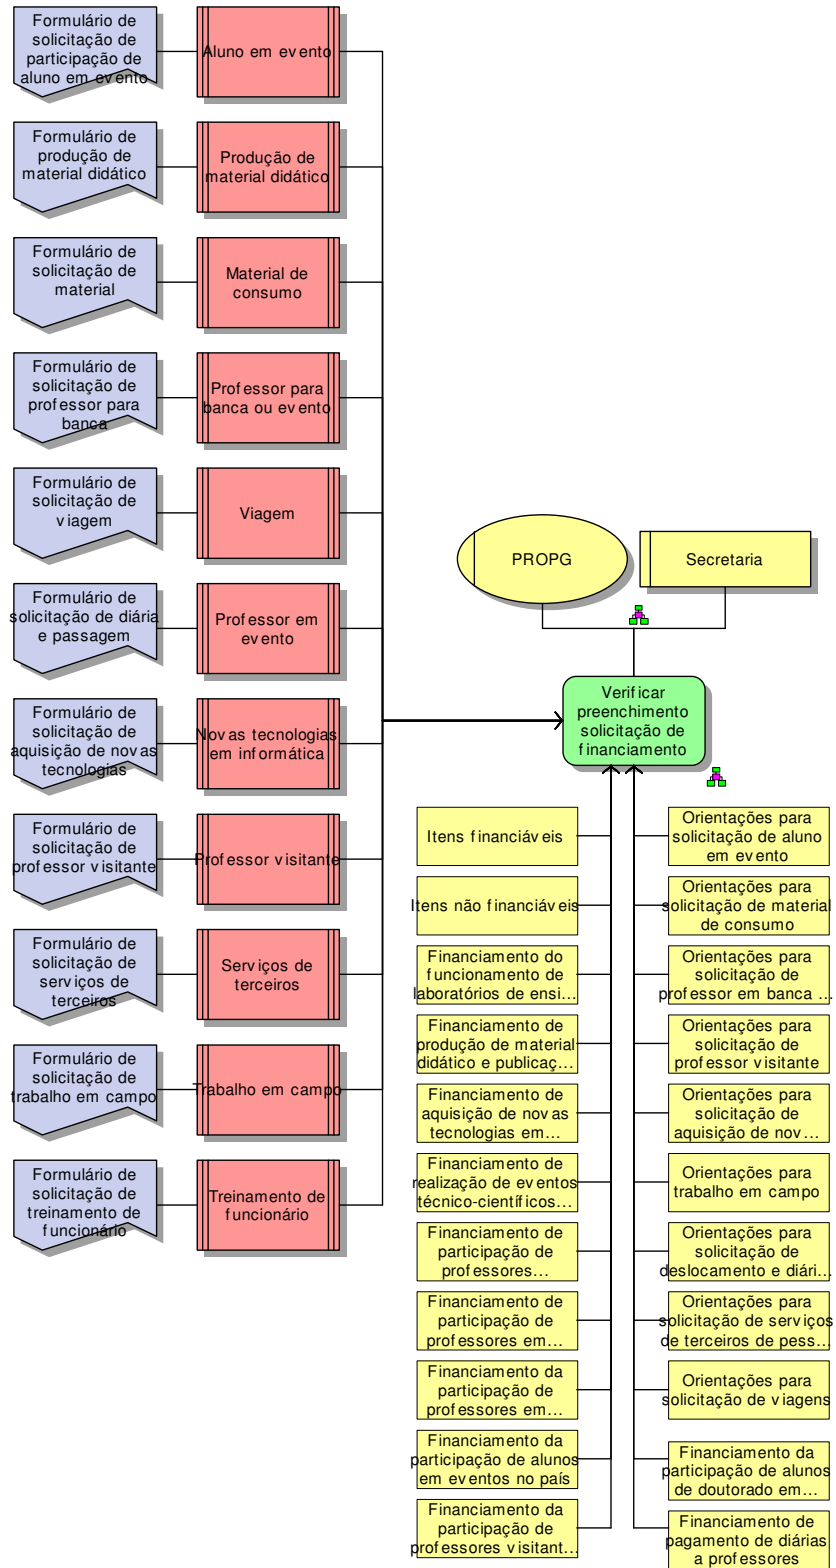 Formulário de
solicitação de
participação de
aluno em evento
Aluno em evento
Formulário de
produção de
material didático
Produção de
material didático
Formulário de
solicitação de
material
Material de
consumo
Formulário de
solicitação de
professor para
banca
Professor para
banca ou evento
Formulário de
solicitação de
viagem
Viagem
Formulário de
solicitação de diária
e passagem
Professor em
evento
Formulário de
solicitação de
aquisição de novas
tecnologias
Novas tecnologias
em informática
Formulário de
solicitação de
professor visitante
Professor visitante
Formulário de
solicitação de
serviços de
terceiros
Serviços de
terceiros
Formulário de
solicitação de
trabalho em campo
Trabalho em campo
Formulário de
solicitação de
treinamento de
funcionário
Treinamento de
funcionário
PROPG
Secretaria
Verificar
preenchimento
solicitação de
financiamento
Itens financiáveis
Itens não financiáveis
Financiamento do
funcionamento de
laboratórios de ensi...
Financiamento de
produção de material
didático e publicaç...
Financiamento de
aquisição de novas
tecnologias em...
Financiamento de
realização de eventos
técnico-científicos...
Financiamento de
participação de
professores...
Financiamento de
participação de
professores em...
Financiamento da
participação de
professores em...
Financiamento da
participação de alunos
em eventos no país
Financiamento da
participação de
professores visitant...
Orientações para
solicitação de aluno
em evento
Orientações para
solicitação de material
de consumo
Orientações para
solicitação de
professor em banca ...
Orientações para
solicitação de
professor visitante
Orientações para
solicitação de
aquisição de nov...
Orientações para
trabalho em campo
Orientações para
solicitação de
deslocamento e diári...
Orientações para
solicitação de serviços
de terceiros de pess...
Orientações para
solicitação de viagens
Financiamento da
participação de alunos
de doutorado em...
Financiamento de
pagamento de diárias
a professores